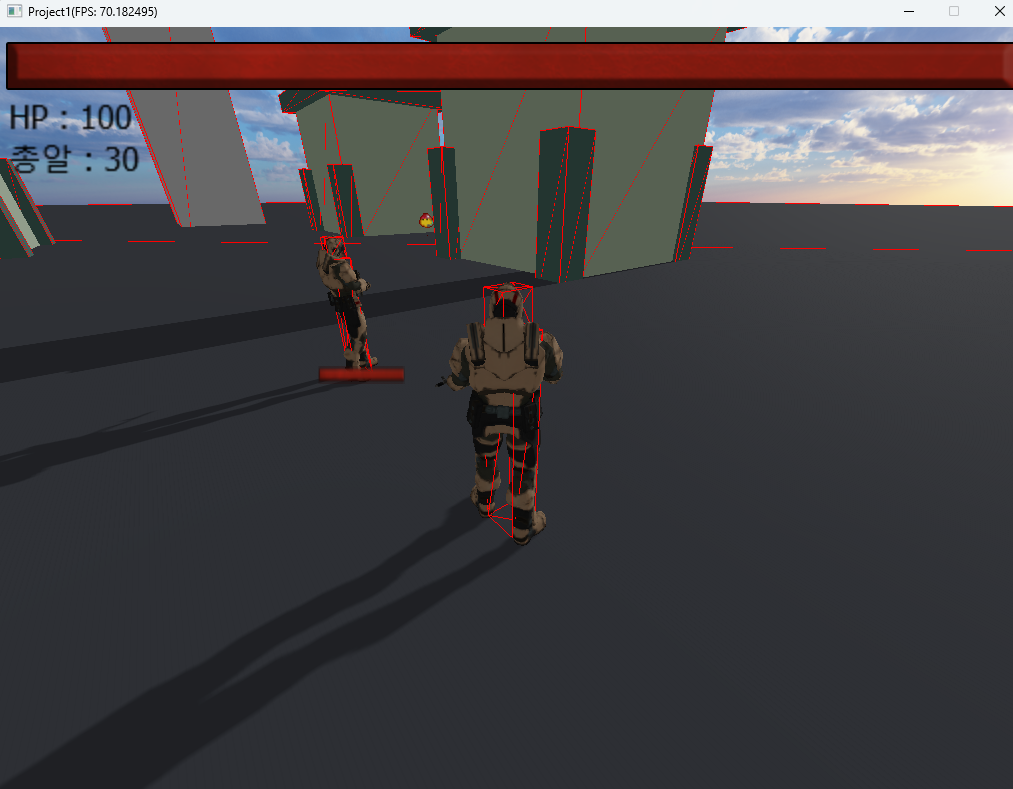 Project1(FPS: 70.182495)
HP : 100
총알 : 30